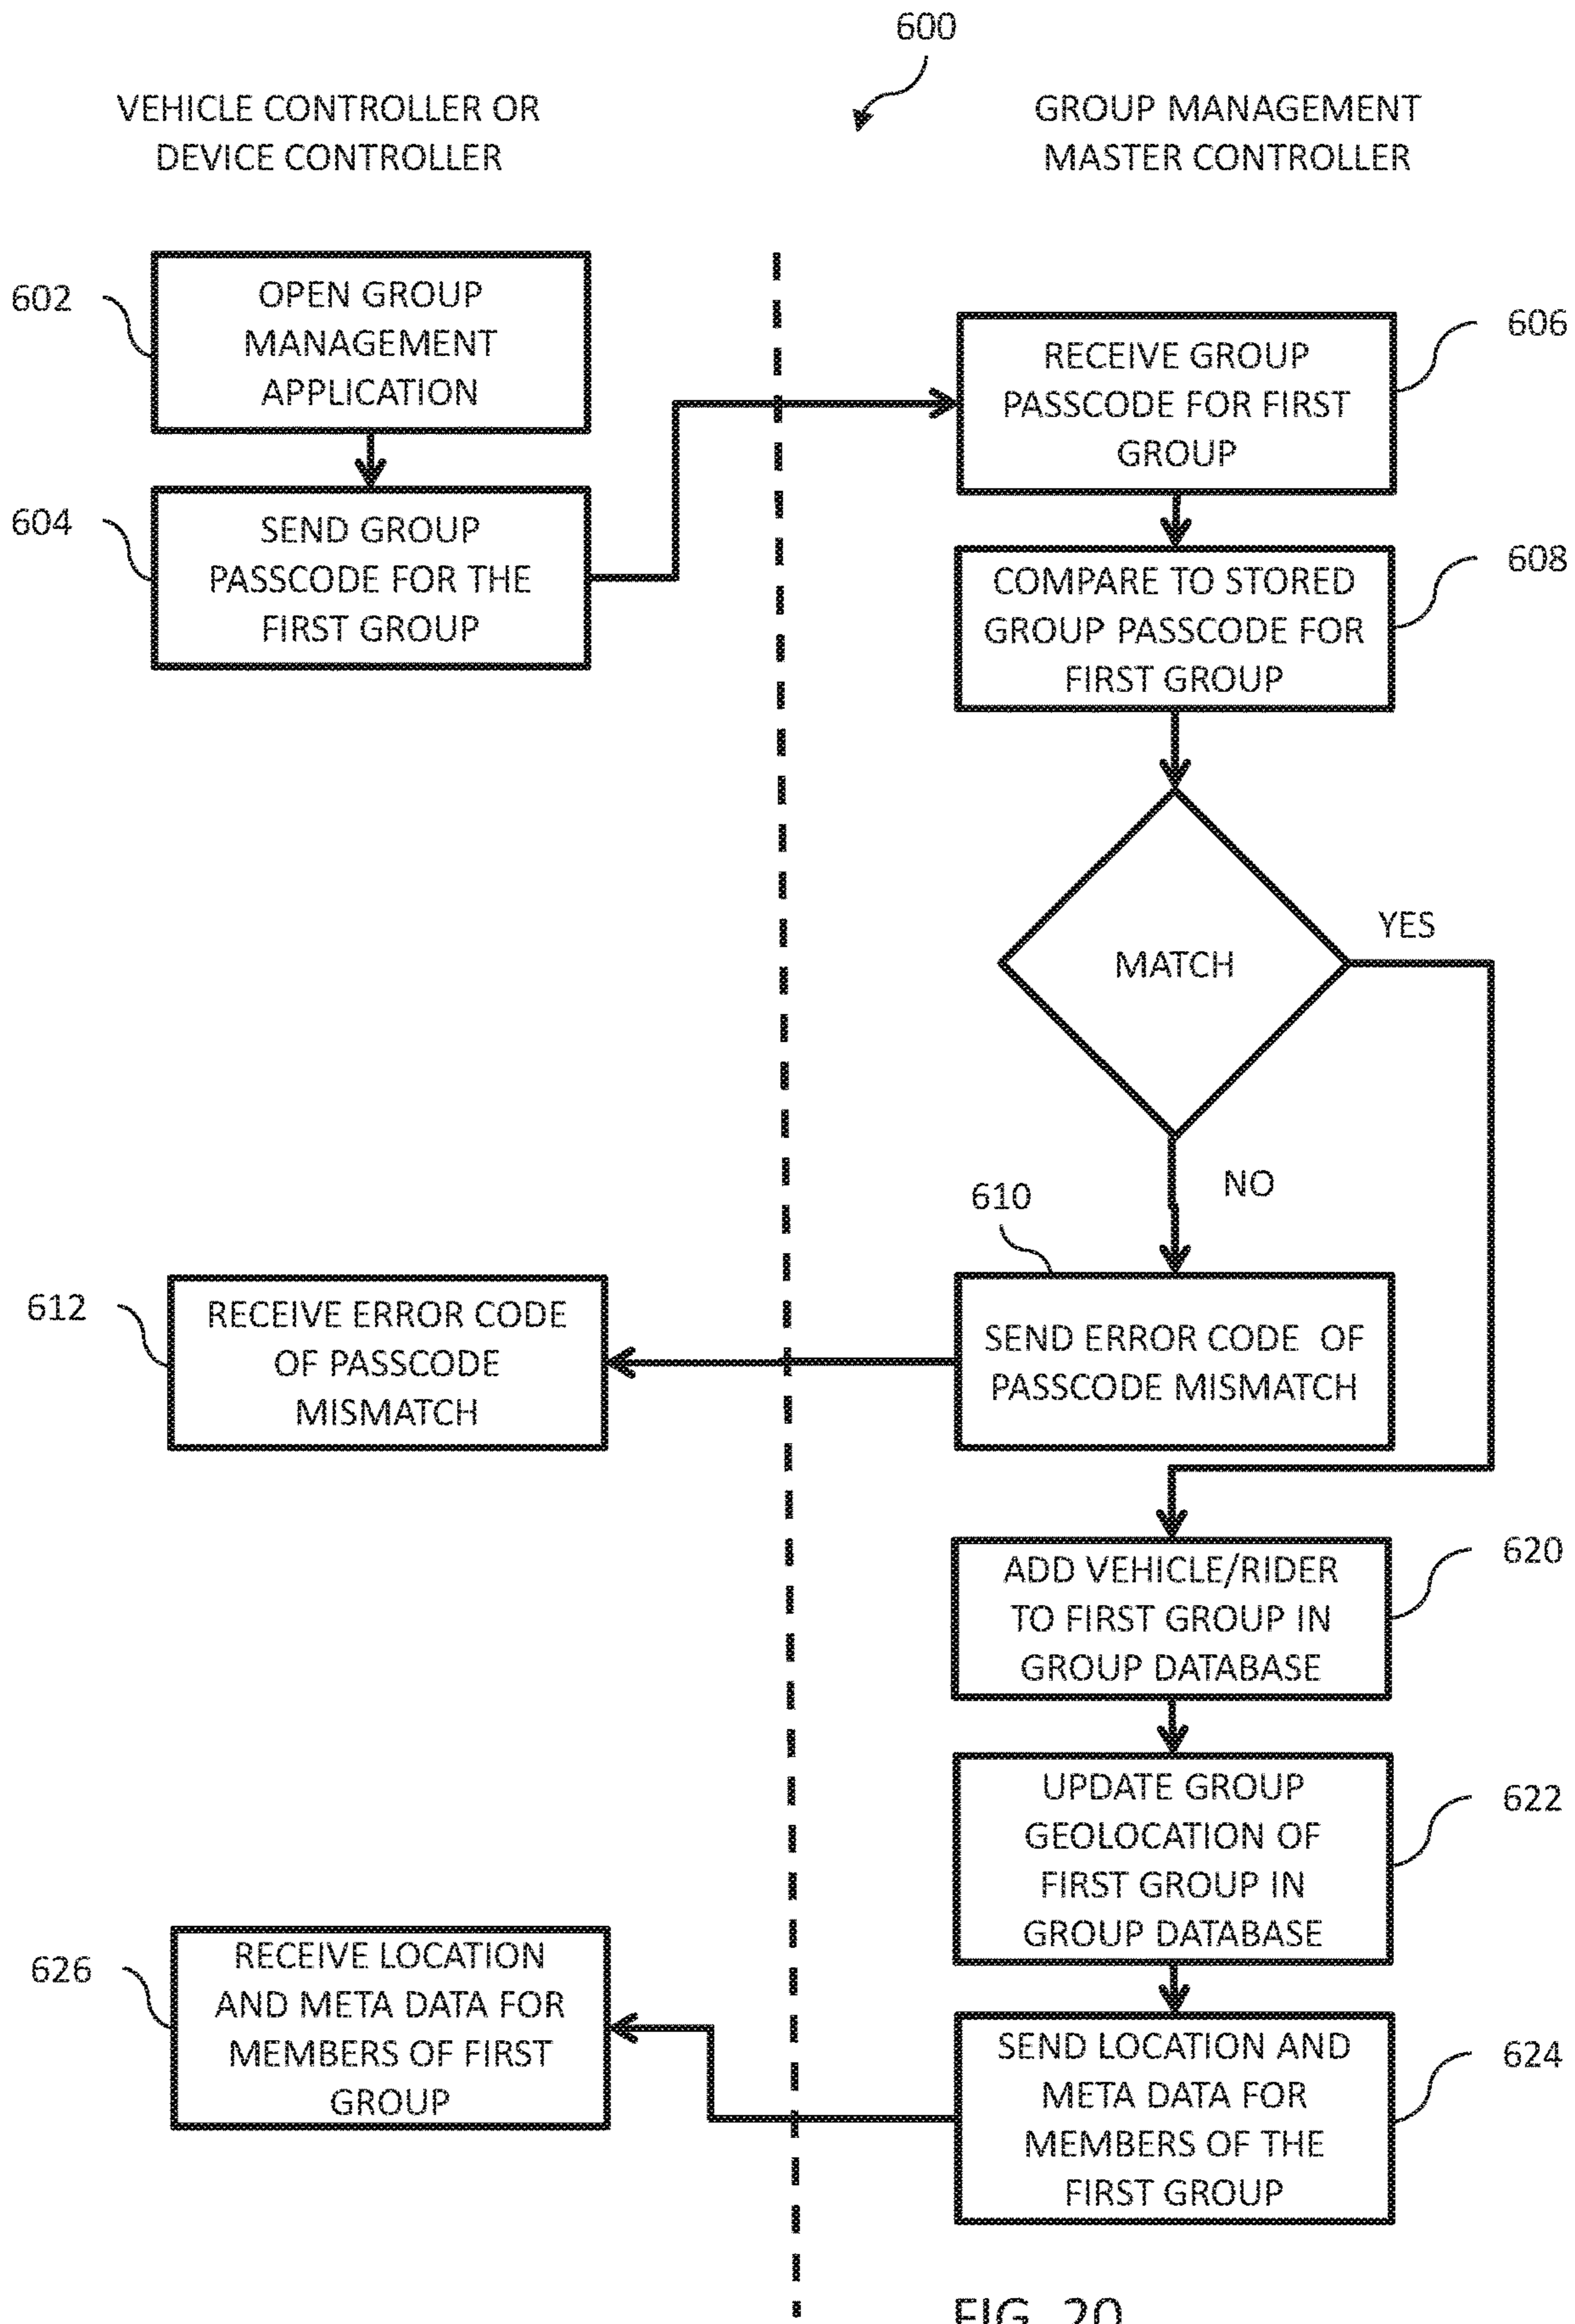 600
VEHICLE CONTROLLER OR
DEVICE CONTROLLER
GROUP MANAGEMENT
MASTER CONTROLLER
602
OPEN GROUP
MANAGEMENT
APPLICATION
604
SEND GROUP
PASSCODE FOR THE
FIRST GROUP
606
RECEIVE GROUP
PASSCODE FOR FIRST
GROUP
608
COMPARE TO STORED
GROUP PASSCODE FOR
FIRST GROUP
MATCH
YES
NO
610
SEND ERROR CODE OF
PASSCODE MISMATCH
612
RECEIVE ERROR CODE
OF PASSCODE
MISMATCH
620
ADD VEHICLE/RIDER
TO FIRST GROUP IN
GROUP DATABASE
622
UPDATE GROUP
GEOLOCATION OF
FIRST GROUP IN
GROUP DATABASE
624
SEND LOCATION AND
META DATA FOR
MEMBERS OF THE
FIRST GROUP
626
RECEIVE LOCATION
AND META DATA FOR
MEMBERS OF FIRST
GROUP
FIG. 20